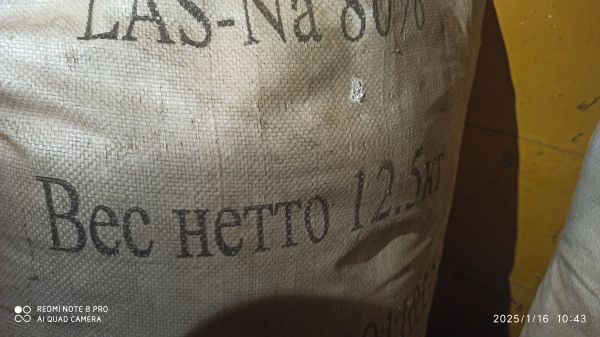 LAS-Na 80%
Вес нетто 12.5кг
REDMI NOTE 8 PRO
AI QUAD CAMERA
2025/1/16 10:43